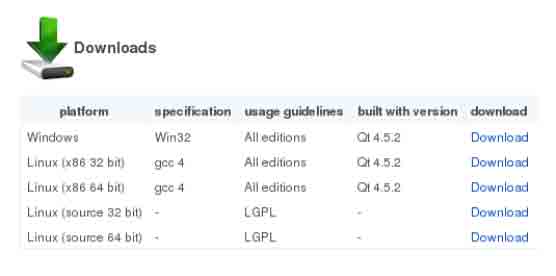 Downloads
platform specification usage guidelines built with version download
Windows Win32 All editions Qt 4.5.2 Download
Linux (x86 32 bit) gcc 4 All editions Qt 4.5.2 Download
Linux (x86 64 bit) gcc 4 All editions Qt 4.5.2 Download
Linux (source 32 bit) - LGPL - Download
Linux (source 64 bit) - LGPL - Download